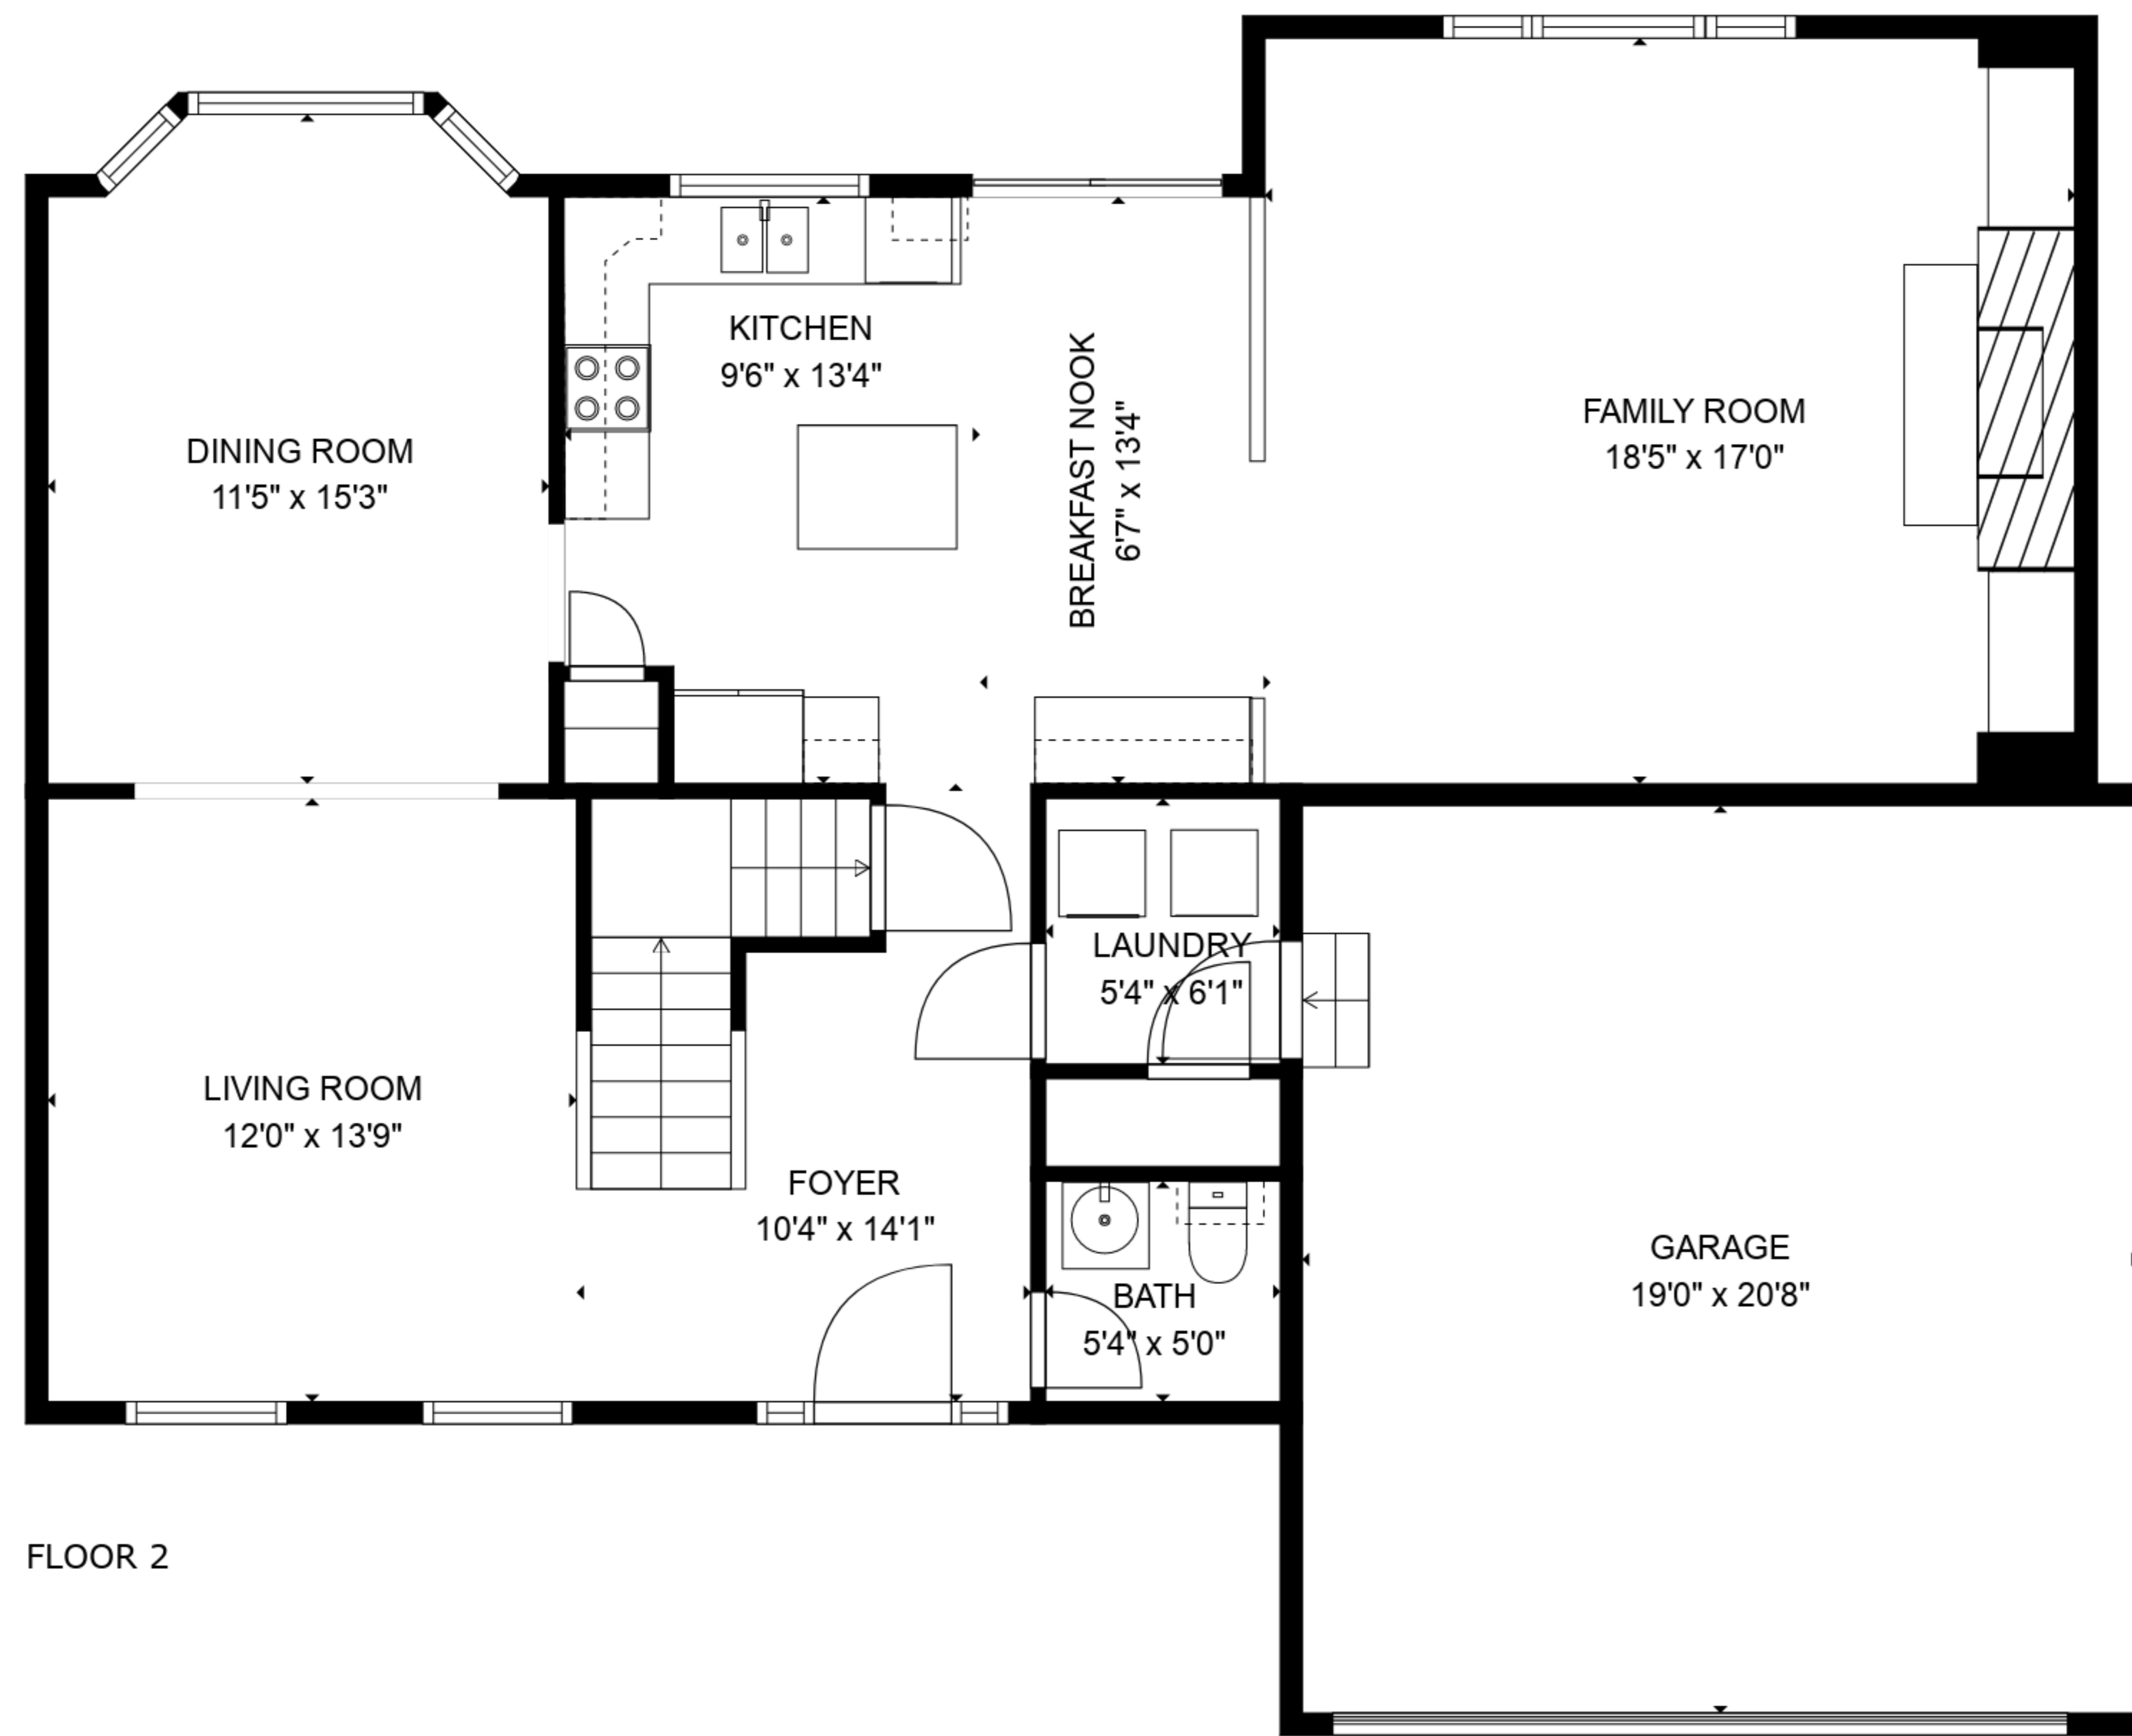 KITCHEN
9'6" x 13'4"
BREAKFAST NOOK
6'7" x 13'4"
FAMILY ROOM
18'5" x 17'0"
DINING ROOM
11'5" x 15'3"
LAUNDRY
5'4" x 6'1"
LIVING ROOM
12'0" x 13'9"
FOYER
10'4" x 14'1"
GARAGE
19'0" x 20'8"
BATH
5'4" x 5'0"
FLOOR 2